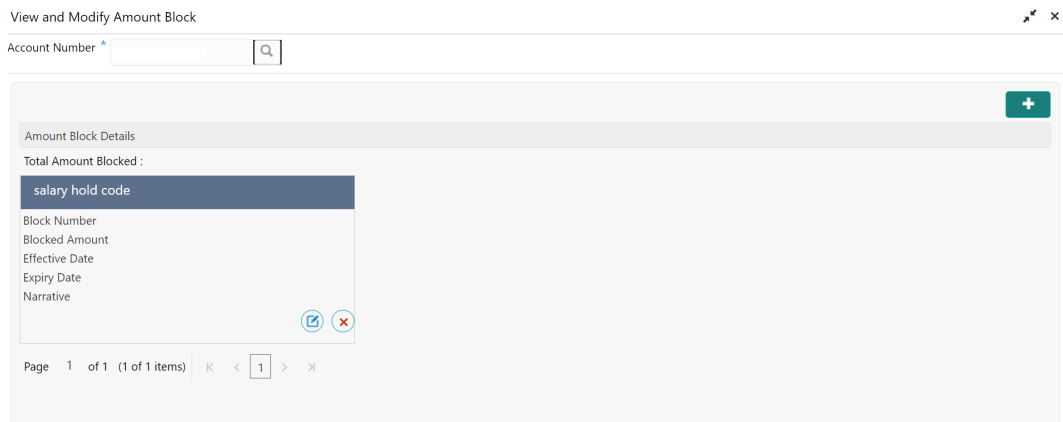 View and Modify Amount Block
Account Number *
Amount Block Details
Total Amount Blocked :
salary hold code
Block Number
Blocked Amount
Effective Date
Expiry Date
Narrative
Page 1 of 1 (1 of 1 items) 1